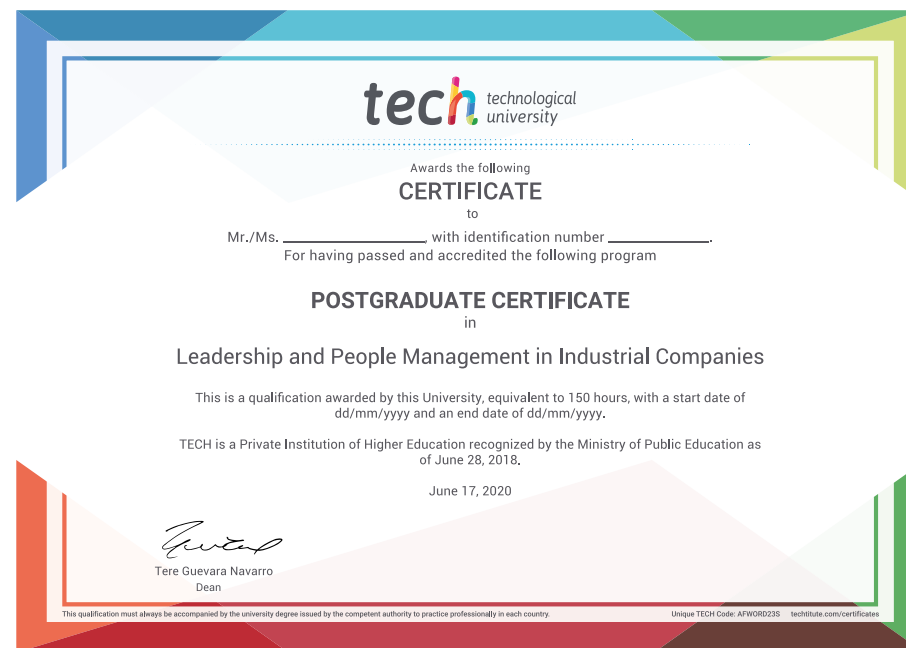 tech technological
university
Awards the following
CERTIFICATE
to
Mr./Ms. ____________, with identification number ____________.
For having passed and accredited the following program
POSTGRADUATE CERTIFICATE
in
Leadership and People Management in Industrial Companies
This is a qualification awarded by this University, equivalent to 150 hours, with a start date of
dd/mm/yyyy and an end date of dd/mm/yyyy.
TECH is a Private Institution of Higher Education recognized by the Ministry of Public Education as
of June 28, 2018.
June 17, 2020
Tere Guevara Navarro
Dean
This qualification must always be accompanied by the university degree issued by the competent authority to practice professionally in each country.
Unique TECH Code: AFWORD23S techtitute.com/certificates